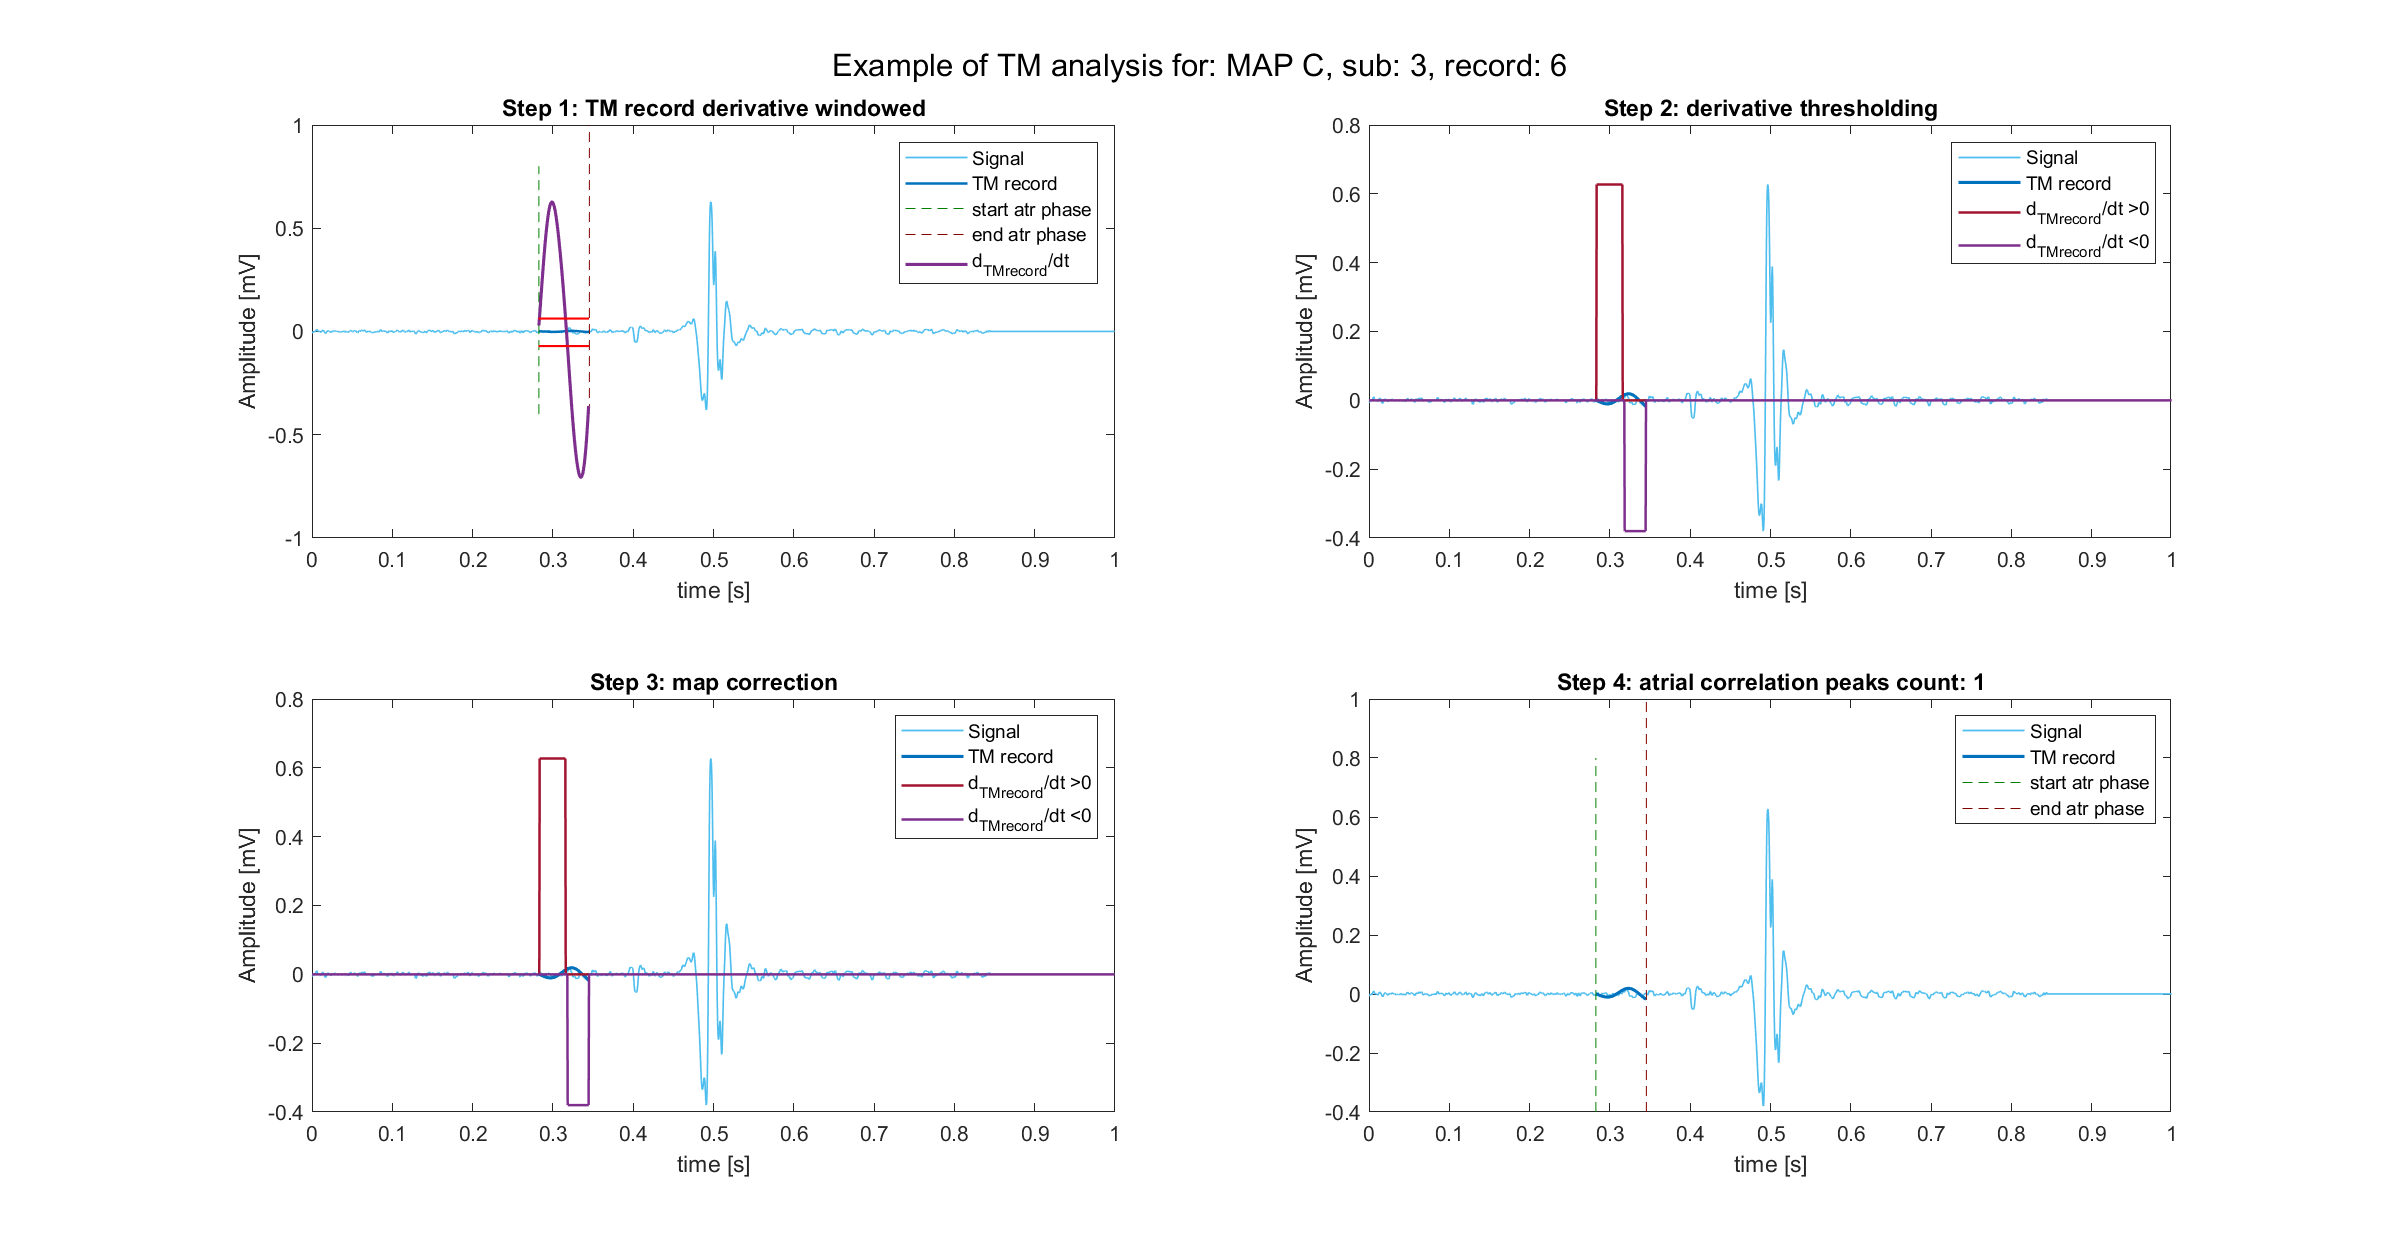 Example of TM analysis for: MAP C, sub: 3, record: 6
Step 1: TM record derivative windowed
1
0.5
0
-0.5
-1
0 0.1 0.2 0.3 0.4 0.5 0.6 0.7 0.8 0.9 1
Amplitude [mV]
time [s]
Signal
TM record
start atr phase
end atr phase
dTMrecord/dt
Step 2: derivative thresholding
0.8
0.6
0.4
0.2
0
-0.2
-0.4
0 0.1 0.2 0.3 0.4 0.5 0.6 0.7 0.8 0.9 1
Amplitude [mV]
time [s]
Signal
TM record
dTMrecord/dt >0
dTMrecord/dt <0
Step 3: map correction
0.8
0.6
0.4
0.2
0
-0.2
-0.4
0 0.1 0.2 0.3 0.4 0.5 0.6 0.7 0.8 0.9 1
Amplitude [mV]
time [s]
Signal
TM record
dTMrecord/dt >0
dTMrecord/dt <0
Step 4: atrial correlation peaks count: 1
1
0.8
0.6
0.4
0.2
0
-0.2
-0.4
0 0.1 0.2 0.3 0.4 0.5 0.6 0.7 0.8 0.9 1
Amplitude [mV]
time [s]
Signal
TM record
start atr phase
end atr phase